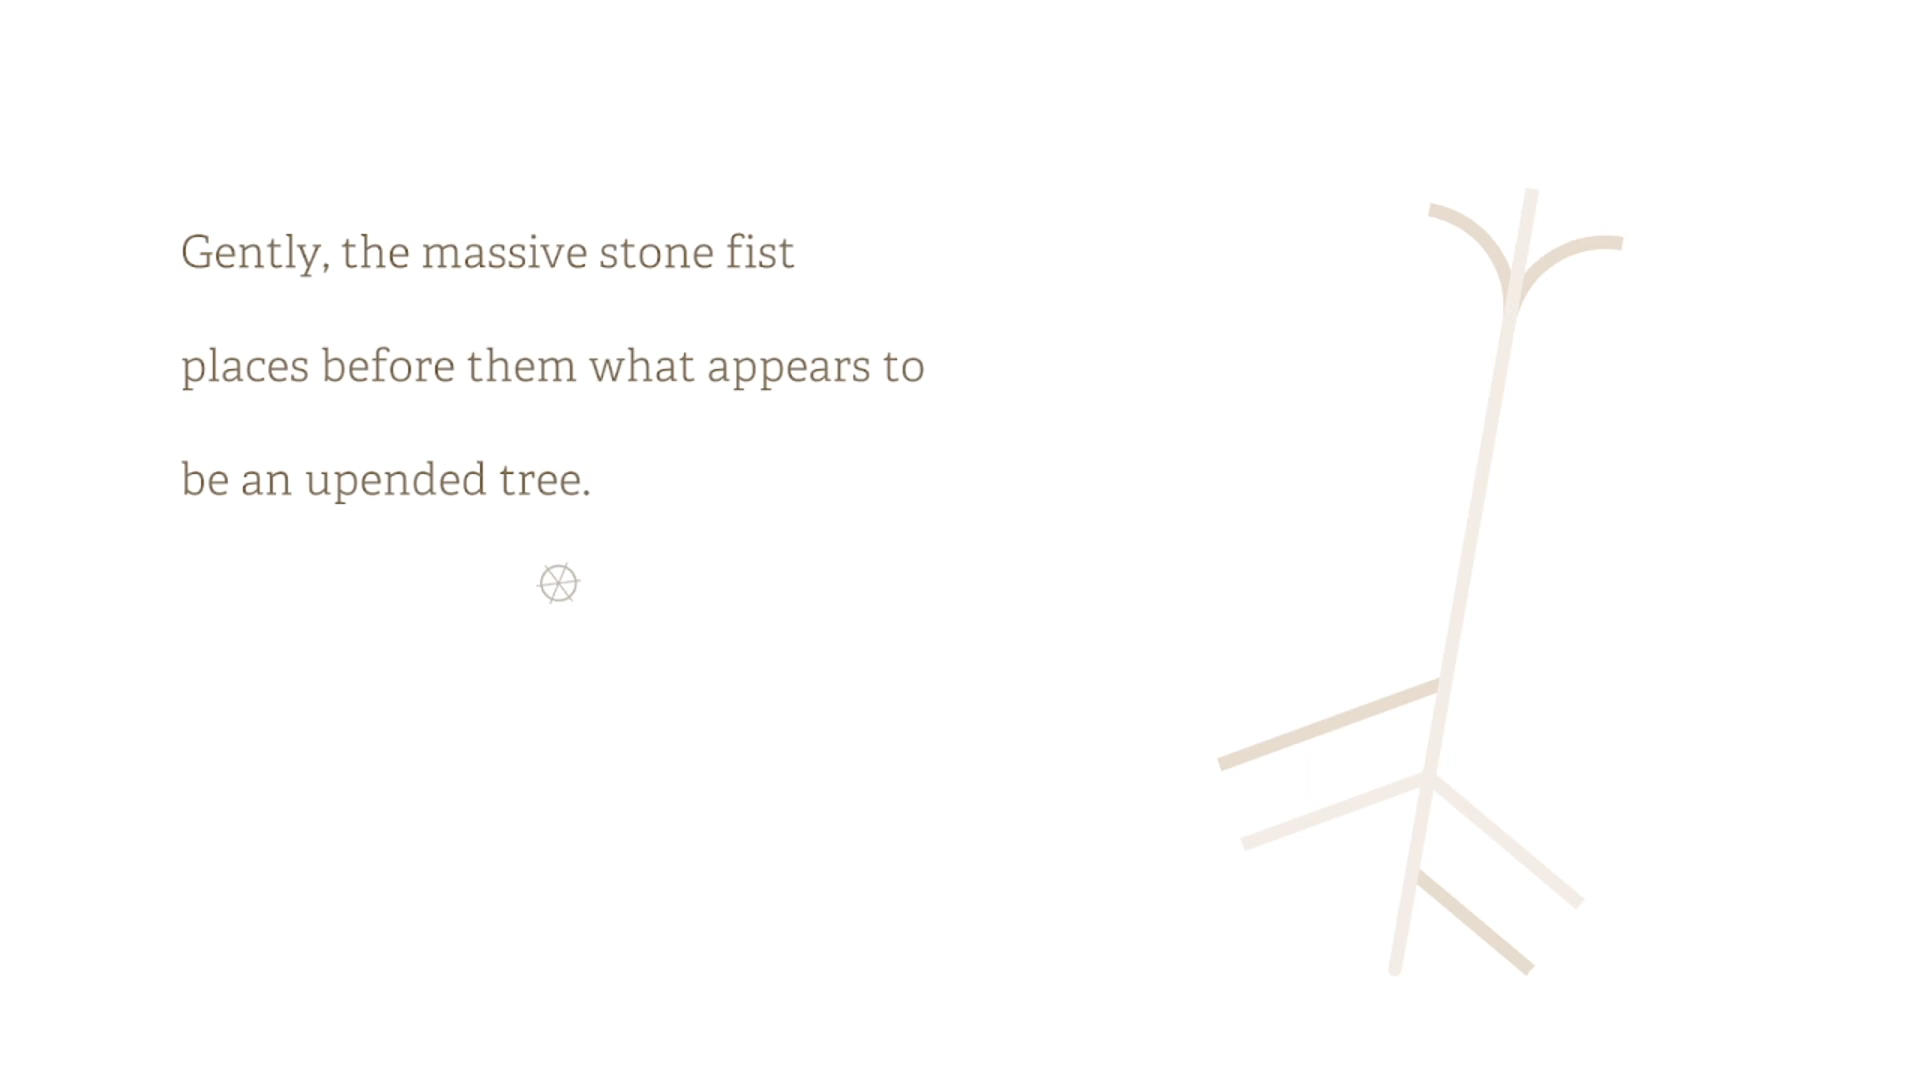 Gently, the massive stone fist
places before them what appears to
be an upended tree.